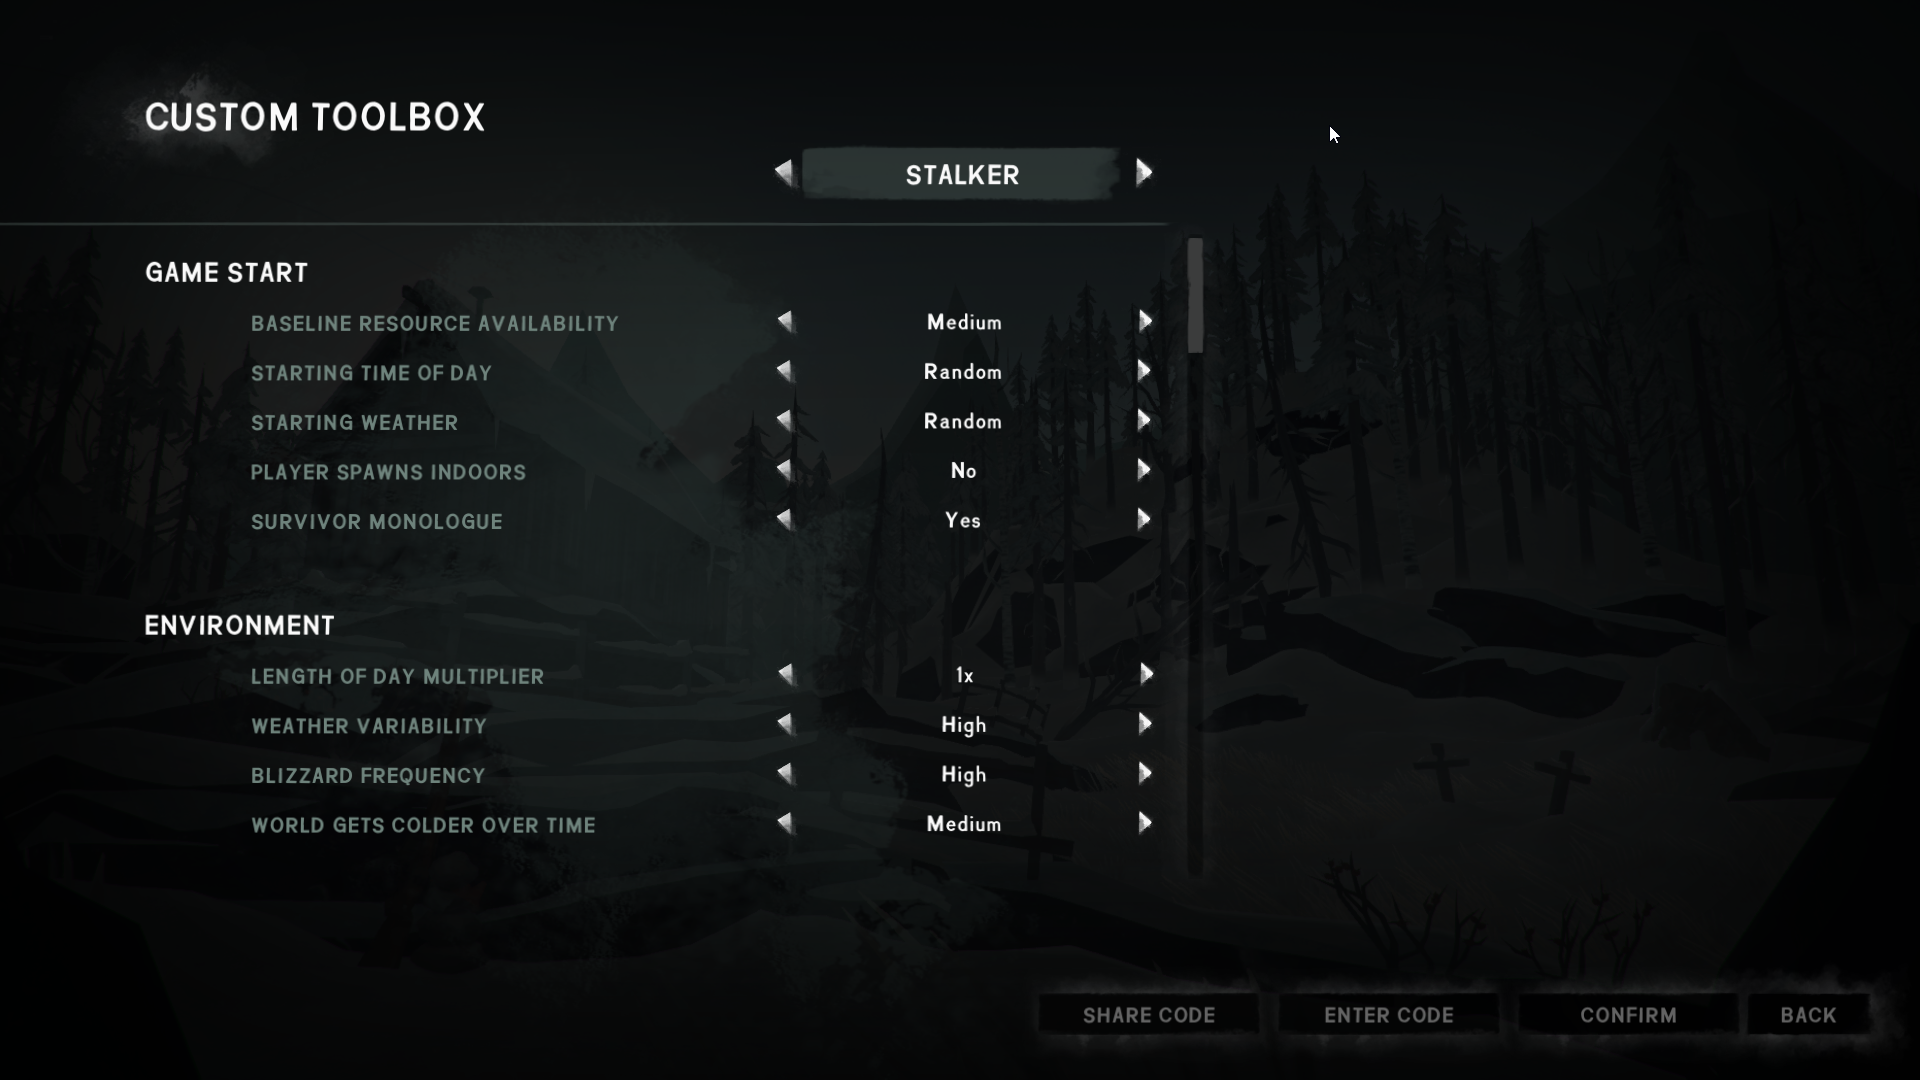 CUSTOM TOOLBOX
STALKER
GAME START
BASELINE RESOURCE AVAILABILITY Medium
STARTING TIME OF DAY Random
STARTING WEATHER Random
PLAYER SPAWNS INDOORS No
SURVIVOR MONOLOGUE Yes
ENVIRONMENT
LENGTH OF DAY MULTIPLIER 1x
WEATHER VARIABILITY High
BLIZZARD FREQUENCY High
WORLD GETS COLDER OVER TIME Medium
SHARE CODE ENTER CODE CONFIRM BACK